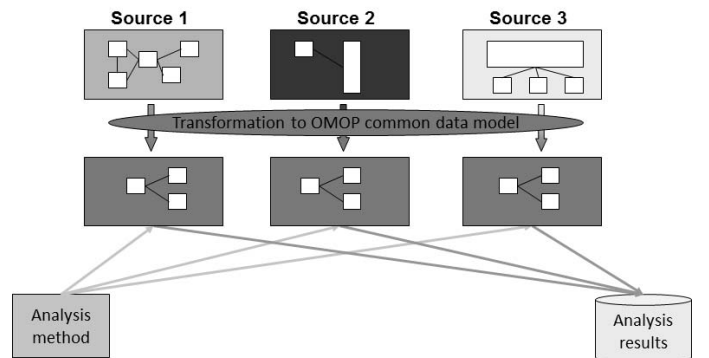 Source 1
Source 2
Source 3
Transformation to OMOP common data model
Analysis
method
Analysis
results